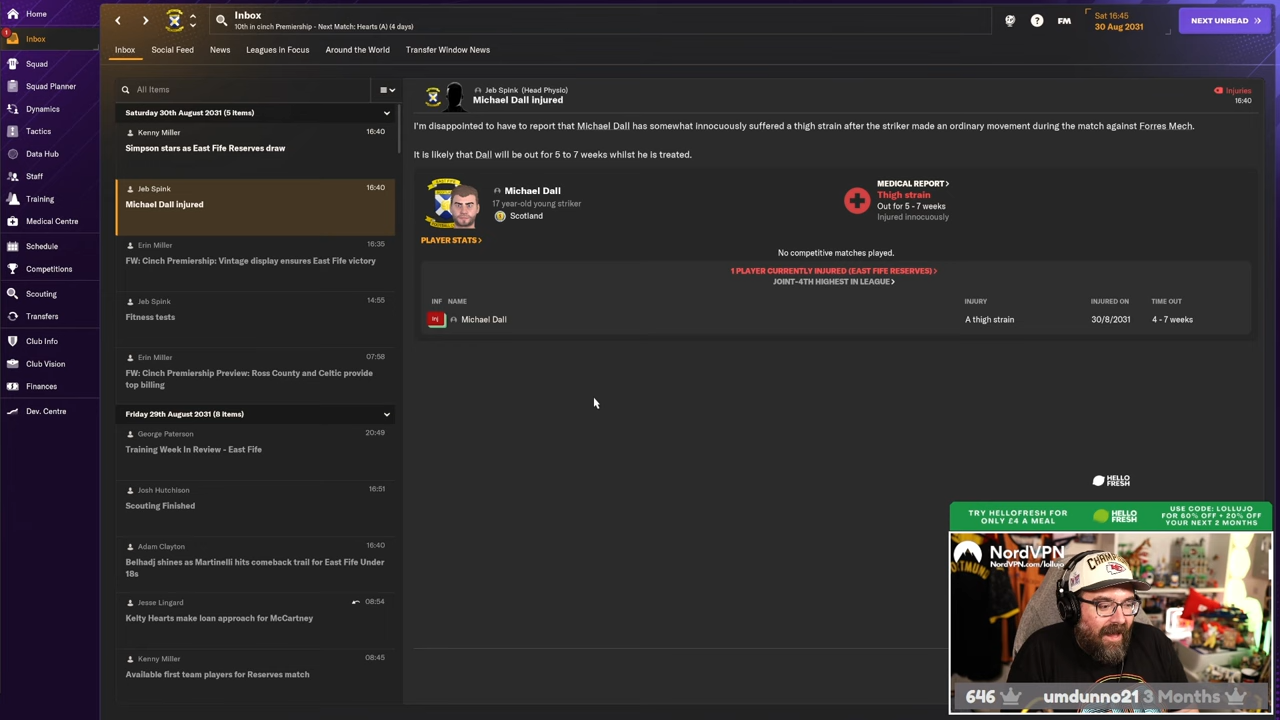 Home
Inbox
1
Squad
Squad Planner
Dynamics
Tactics
Data Hub
Staff
Training
Medical Centre
Schedule
Competitions
Scouting
Transfers
Club Info
Club Vision
Finances
Dev. Centre
Inbox
10th in cinch Premiership - Next Match: Hearts (A) (4 days)
?
FM
Sat 16:45
30 Aug 2031
NEXT UNREAD
Inbox Social Feed News Leagues in Focus Around the World Transfer Window News
All Items
Saturday 30th August 2031 (5 items)
Kenny Miller 16:40
Simpson stars as East Fife Reserves draw
Jeb Spink 16:40
Michael Dall injured
Erin Miller 16:35
FW: Cinch Premiership: Vintage display ensures East Fife victory
Jeb Spink 14:55
Fitness tests
Erin Miller 07:58
FW: Cinch Premiership Preview: Ross County and Celtic provide
top billing
Friday 29th August 2031 (8 items)
George Paterson 20:49
Training Week In Review - East Fife
Josh Hutchison 16:51
Scouting Finished
Adam Clayton 16:40
Belhadj shines as Martinelli hits comeback trail for East Fife Under
18s
Jesse Lingard 08:54
Kelty Hearts make loan approach for McCartney
Kenny Miller 08:45
Available first team players for Reserves match
Jeb Spink (Head Physio)
Michael Dall injured
Injuries
16:40
I'm disappointed to have to report that Michael Dall has somewhat innocuously suffered a thigh strain after the striker made an ordinary movement during the match against Forres Mech.
It is likely that Dall will be out for 5 to 7 weeks whilst he is treated.
Michael Dall
17 year-old young striker
Scotland
PLAYER STATS >
MEDICAL REPORT >
Thigh strain
Out for 5 - 7 weeks
Injured innocuously
No competitive matches played.
1 PLAYER CURRENTLY INJURED (EAST FIFE RESERVES) >
JOINT-4TH HIGHEST IN LEAGUE >
INF NAME INJURY INJURED ON TIME OUT
Inj Michael Dall A thigh strain 30/8/2031 4 - 7 weeks
HELLO
FRESH
TRY HELLOFRESH FOR
ONLY £4 A MEAL
HELLO
FRESH
USE CODE: LOLLUJO
FOR 60% OFF + 20% OFF
YOUR NEXT 2 MONTHS
NordVPN
NordVPN.com/lollujo
CHAMPIONS
646 umdunno21 3 Months